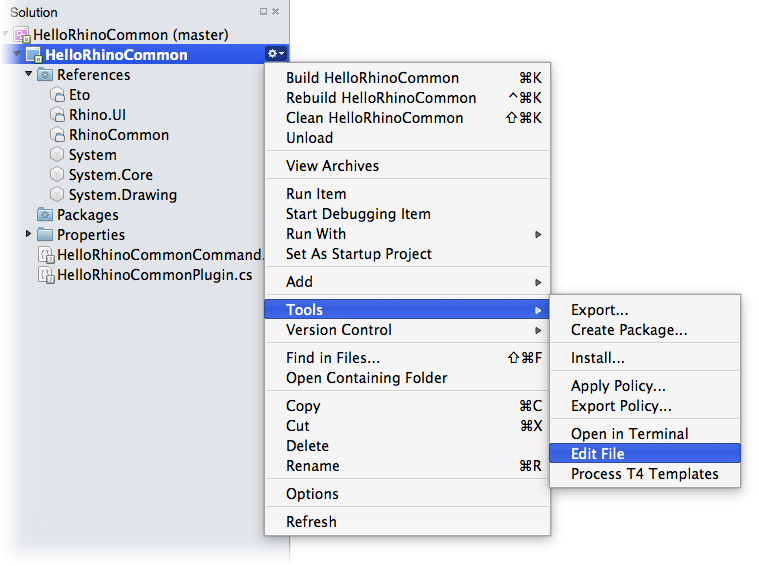 Solution
HelloRhinoCommon (master)
HelloRhinoCommon
References
Eto
Rhino.UI
RhinoCommon
System
System.Core
System.Drawing
Packages
Properties
HelloRhinoCommonCommand.
HelloRhinoCommonPlugin.cs
Build HelloRhinoCommon ⌘K
Rebuild HelloRhinoCommon ^⌘K
Clean HelloRhinoCommon ⇧⌘K
Unload
View Archives
Run Item
Start Debugging Item
Run With
Set As Startup Project
Add
Tools
Version Control
Find in Files... ⇧⌘F
Open Containing Folder
Copy ⌘C
Cut ⌘X
Delete
Rename ⌘R
Options
Refresh
Export...
Create Package...
Install...
Apply Policy...
Export Policy...
Open in Terminal
Edit File
Process T4 Templates